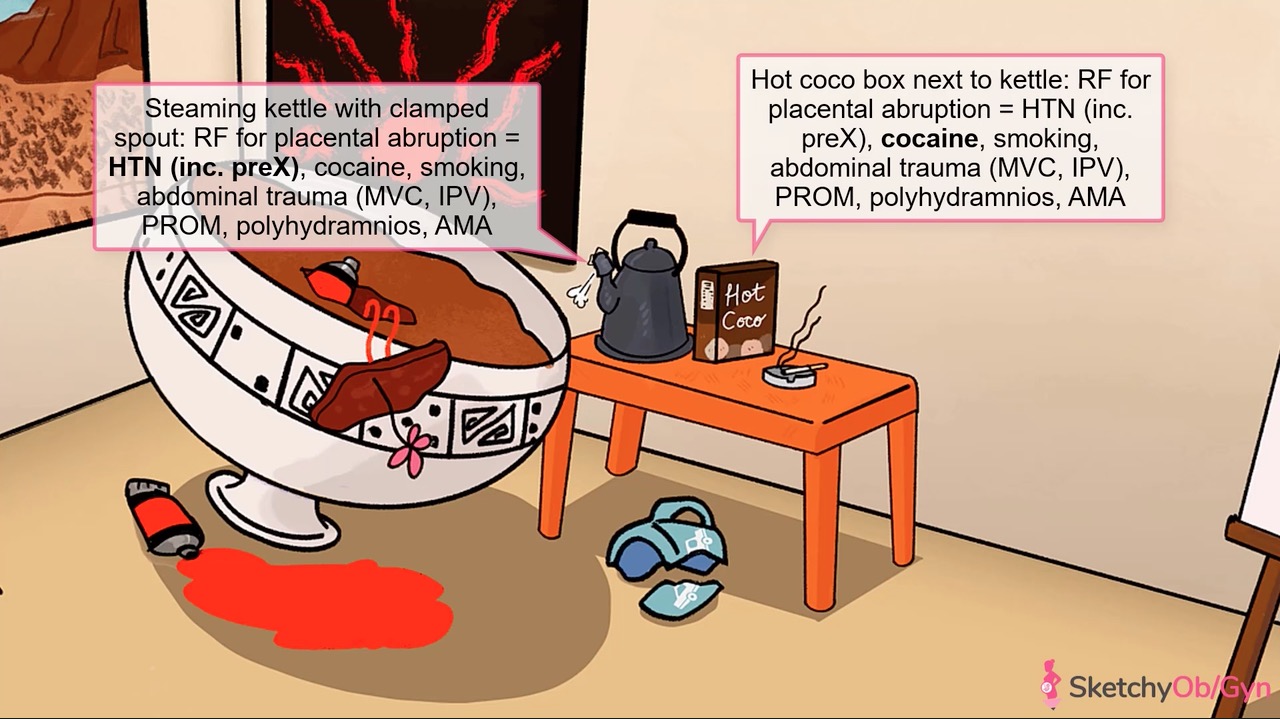 Steaming kettle with clamped
spout: RF for placental abruption =
HTN (inc. preX), cocaine, smoking,
abdominal trauma (MVC, IPV),
PROM, polyhydramnios, AMA
Hot coco box next to kettle: RF for
placental abruption = HTN (inc.
preX), cocaine, smoking,
abdominal trauma (MVC, IPV),
PROM, polyhydramnios, AMA
Hot
Coco
SketchyOb/Gyn